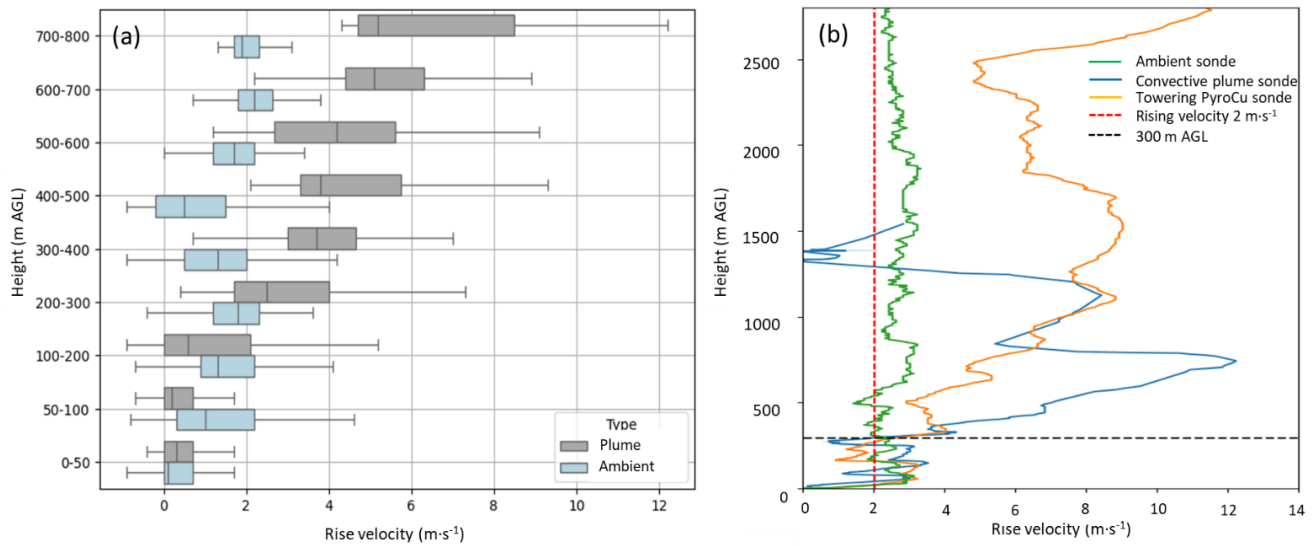 (a)
Height (m AGL)
700-800
600-700
500-600
400-500
300-400
200-300
100-200
50-100
0-50
0 2 4 6 8 10 12
Rise velocity (m·s⁻¹)
Type
Plume
Ambient
(b)
Height (m AGL)
2500
2000
1500
1000
500
0
0 2 4 6 8 10 12 14
Rise velocity (m·s⁻¹)
Ambient sonde
Convective plume sonde
Towering PyroCu sonde
Rising velocity 2 m·s⁻¹
300 m AGL